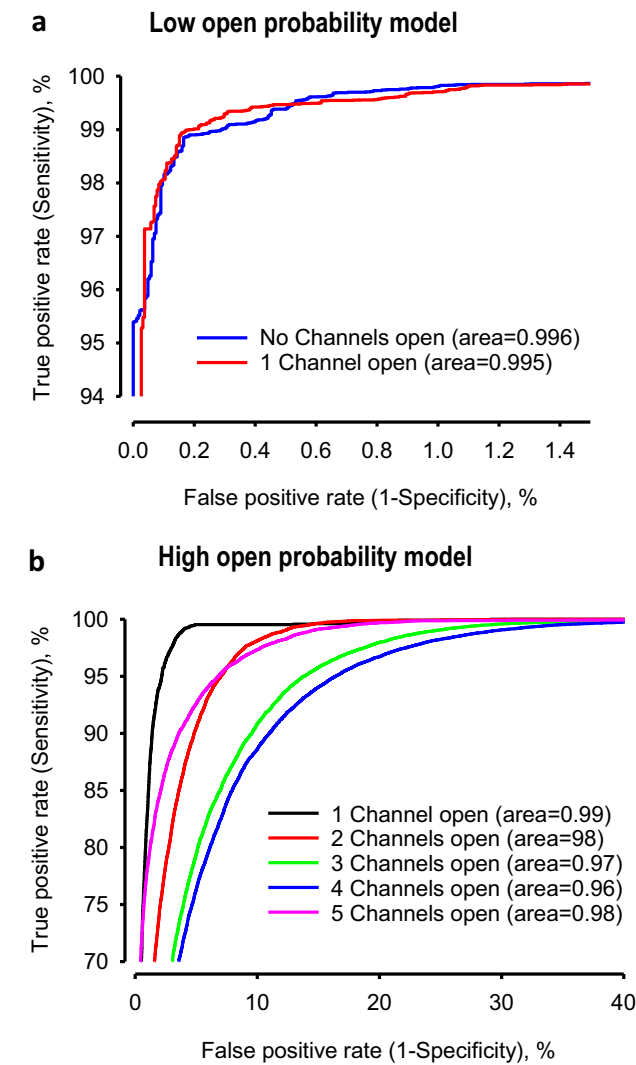 a
Low open probability model
True positive rate (Sensitivity), %
100
99
98
97
96
95
94
No Channels open (area=0.996)
1 Channel open (area=0.995)
0.0 0.2 0.4 0.6 0.8 1.0 1.2 1.4
False positive rate (1-Specificity), %
b
High open probability model
True positive rate (Sensitivity), %
100
95
90
85
80
75
70
1 Channel open (area=0.99)
2 Channels open (area=98)
3 Channels open (area=0.97)
4 Channels open (area=0.96)
5 Channels open (area=0.98)
0 10 20 30 40
False positive rate (1-Specificity), %